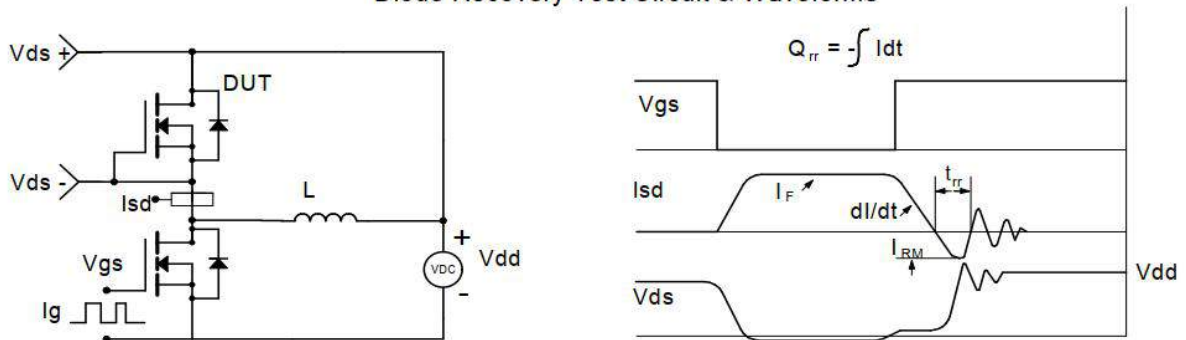 Diode Recovery Test Circuit & Waveforms
Vds +
DUT
Vds -
Isd
L
Vgs
Ig
+
VDC
-
Vdd
Qrr = -∫ Idt
Vgs
Isd
IF
dI/dt
trr
IRM
Vds
Vdd